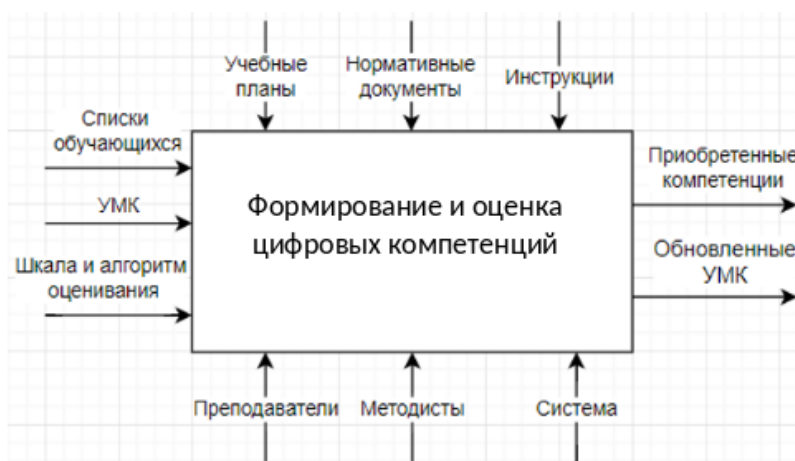 Учебные
планы
Нормативные
документы
Инструкции
Списки
обучающихся
УМК
Шкала и алгоритм
оценивания
Формирование и оценка
цифровых компетенций
Приобретенные
компетенции
Обновленные
УМК
Преподаватели
Методисты
Система